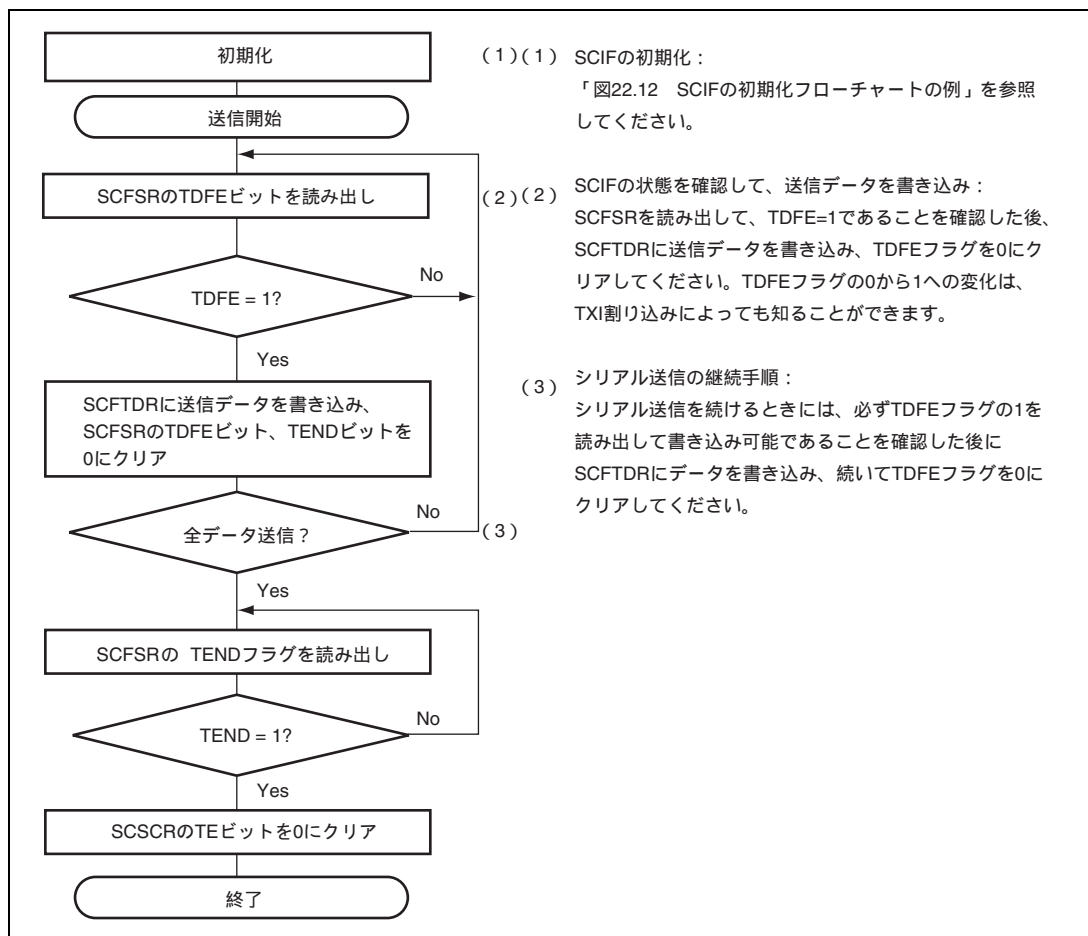 初期化
送信開始
SCFSRのTDFEビットを読み出し
TDFE = 1?
No
Yes
SCFTDRに送信データを書き込み、
SCFSRのTDFEビット、TENDビットを
0にクリア
全データ送信?
No
Yes
SCFSRの TENDフラグを読み出し
TEND = 1?
No
Yes
SCSCRのTEビットを0にクリア
終了
(1)(1) SCIFの初期化:
「図22.12 SCIFの初期化フローチャートの例」を参照
してください。
(2)(2) SCIFの状態を確認して、送信データを書き込み:
SCFSRを読み出して、TDFE=1であることを確認した後、
SCFTDRに送信データを書き込み、TDFEフラグを0にク
リアしてください。TDFEフラグの0から1への変化は、
TXI割り込みによっても知ることができます。
(3) シリアル送信の継続手順:
シリアル送信を続けるときには、必ずTDFEフラグの1を
読み出して書き込み可能であることを確認した後に
SCFTDRにデータを書き込み、続いてTDFEフラグを0に
クリアしてください。
(3)